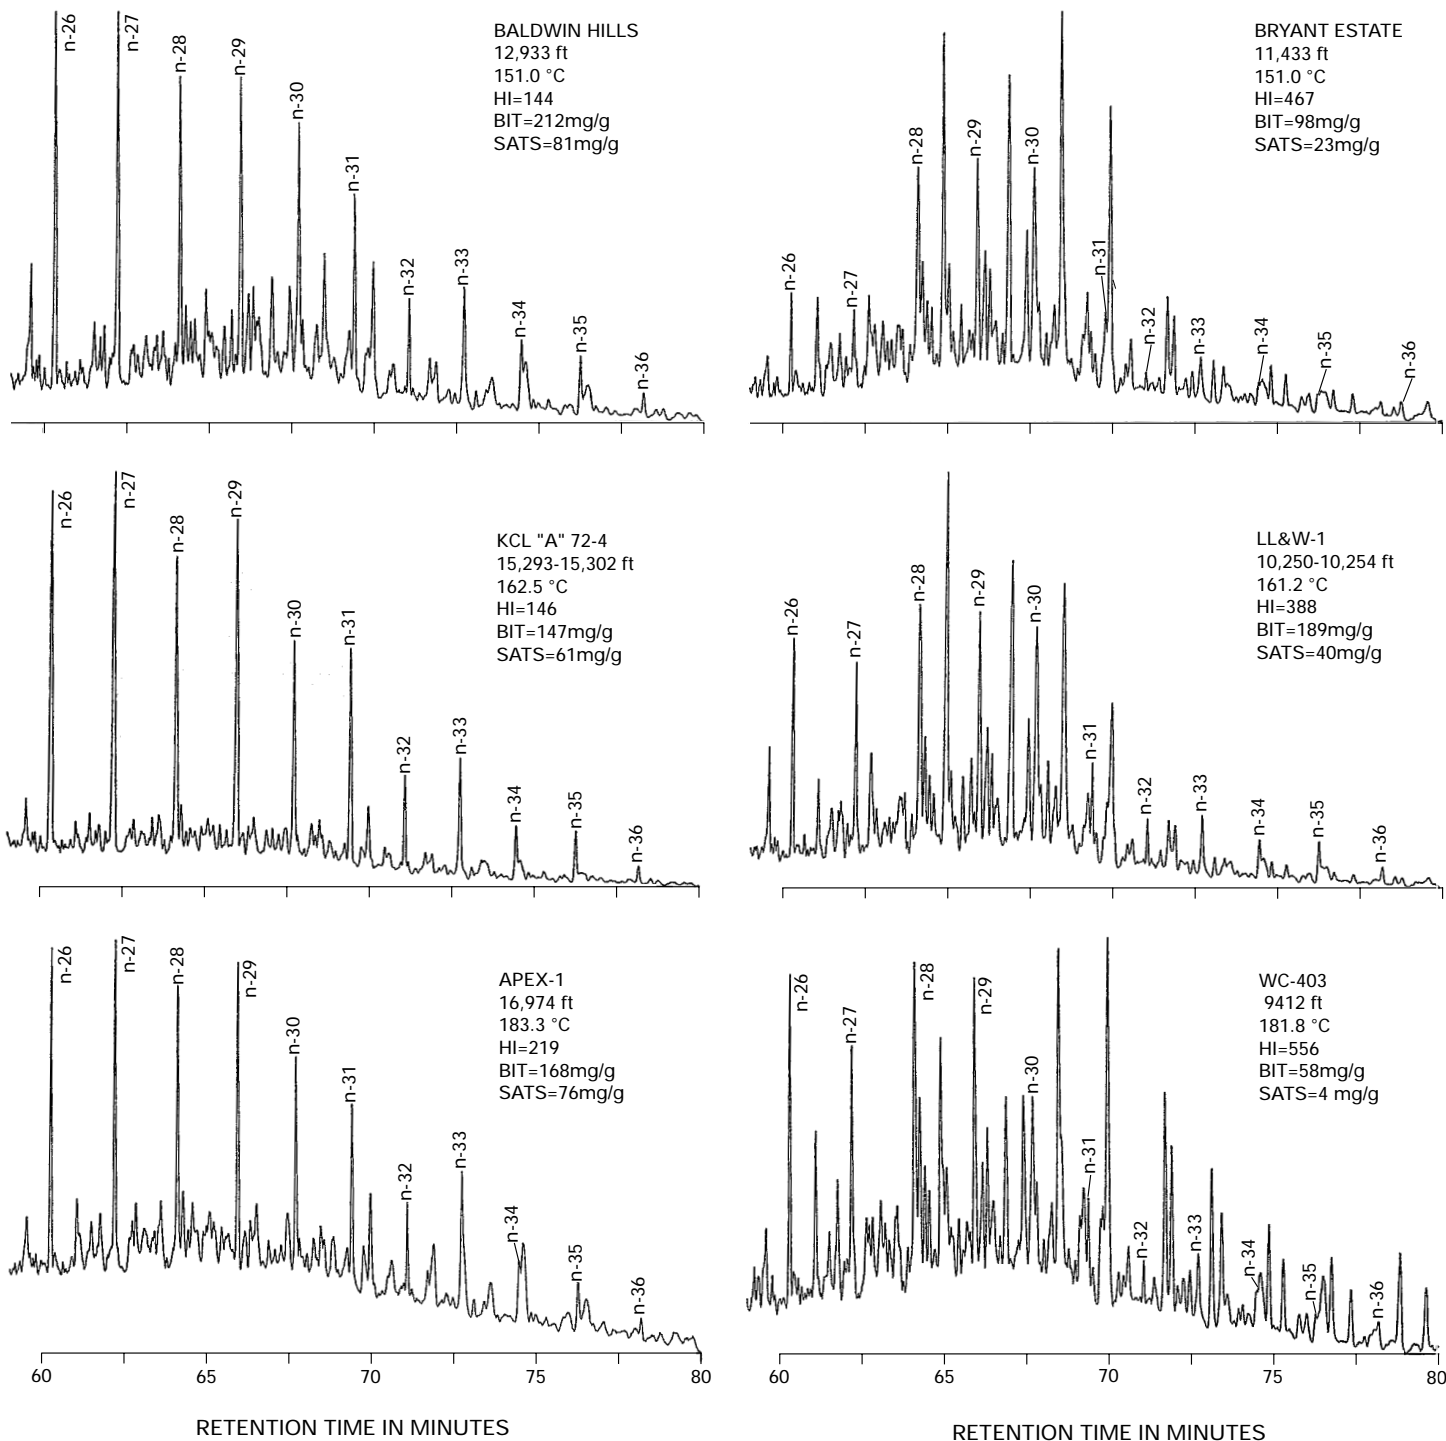 BALDWIN HILLS
12,933 ft
151.0 °C
HI=144
BIT=212mg/g
SATS=81mg/g
n-26
n-27
n-28
n-29
n-30
n-31
n-32
n-33
n-34
n-35
n-36
BRYANT ESTATE
11,433 ft
151.0 °C
HI=467
BIT=98mg/g
SATS=23mg/g
n-26
n-27
n-28
n-29
n-30
n-31
n-32
n-33
n-34
n-35
n-36
KCL "A" 72-4
15,293-15,302 ft
162.5 °C
HI=146
BIT=147mg/g
SATS=61mg/g
n-26
n-27
n-28
n-29
n-30
n-31
n-32
n-33
n-34
n-35
n-36
LL&W-1
10,250-10,254 ft
161.2 °C
HI=388
BIT=189mg/g
SATS=40mg/g
n-26
n-27
n-28
n-29
n-30
n-31
n-32
n-33
n-34
n-35
n-36
APEX-1
16,974 ft
183.3 °C
HI=219
BIT=168mg/g
SATS=76mg/g
n-26
n-27
n-28
n-29
n-30
n-31
n-32
n-33
n-34
n-35
n-36
60 65 70 75 80
RETENTION TIME IN MINUTES
WC-403
9412 ft
181.8 °C
HI=556
BIT=58mg/g
SATS=4 mg/g
n-26
n-27
n-28
n-29
n-30
n-31
n-32
n-33
n-34
n-35
n-36
60 65 70 75 80
RETENTION TIME IN MINUTES